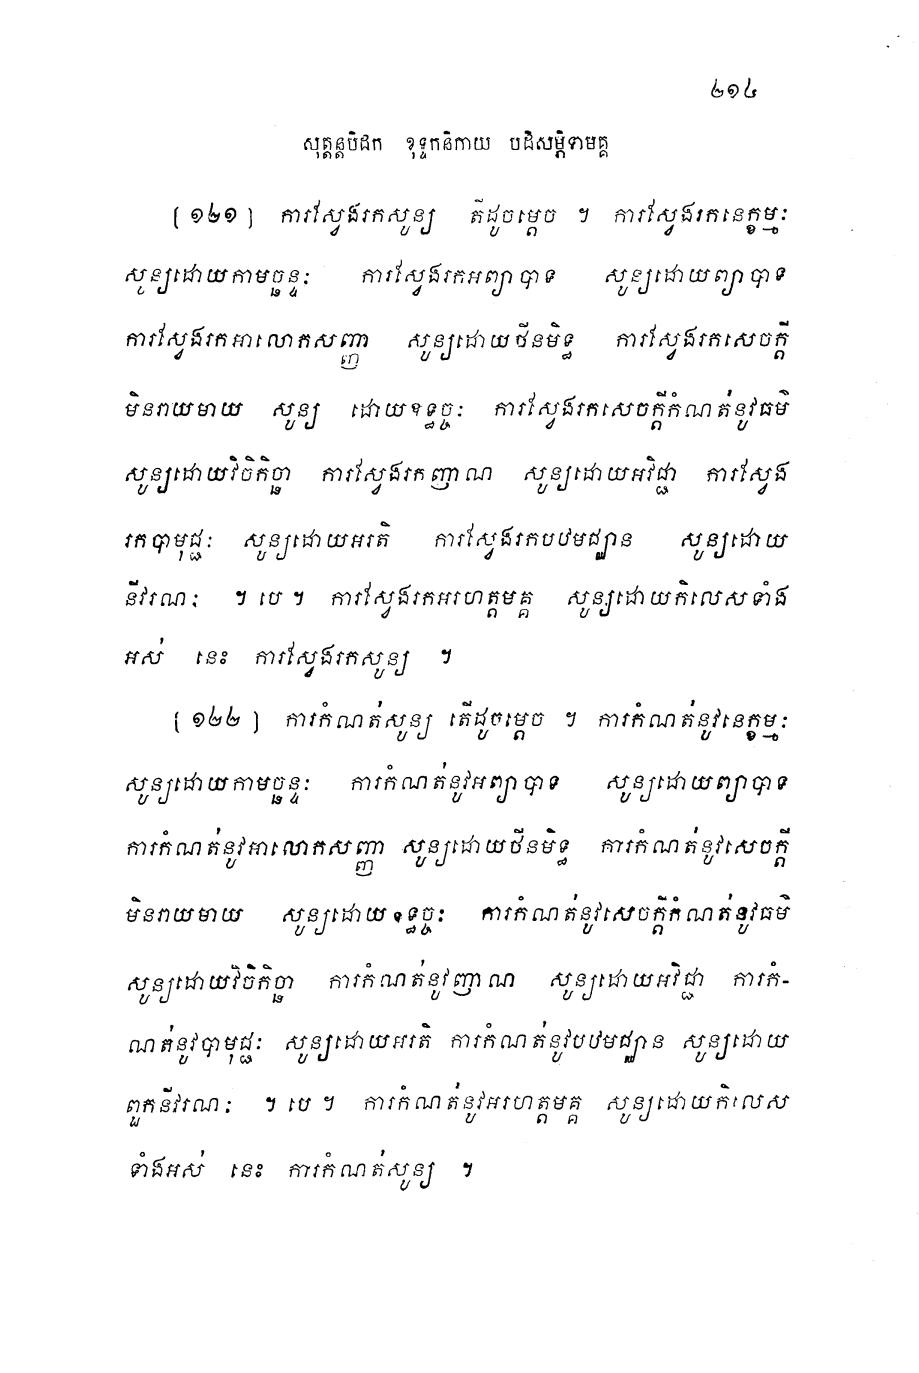 ២១៤
សុត្តន្តបិដក ខុទ្ទកនិកាយ បដិសម្ភិទាមគ្គ
(១២១) ការស្វែងរកសូន្យ តើដូចម្តេច ។ ការស្វែងរកនេក្ខម្មៈ
សូន្យដោយកាមច្ឆន្ទៈ ការស្វែងរកអព្យាបាទ សូន្យដោយព្យាបាទ
ការស្វែងរកអាលោកសញ្ញា សូន្យដោយថីនមិទ្ធ ការស្វែងរកសេចក្តី
មិនរាយមាយ សូន្យ ដោយឧទ្ធច្ចៈ ការស្វែងរកសេចក្តីកំណត់នូវធម៌
សូន្យដោយវិចិកិច្ឆា ការស្វែងរកញាណ សូន្យដោយអវិជ្ជា ការស្វែង
រកបាមុជ្ជៈ សូន្យដោយអរតិ ការស្វែងរកបឋមជ្ឈាន សូន្យដោយ
នីវរណៈ ។ បេ ។ ការស្វែងរកអរហត្តមគ្គ សូន្យដោយកិលេសទាំង
អស់ នេះ ការស្វែងរកសូន្យ ។
(១២២) ការកំណត់សូន្យ តើដូចម្តេច ។ ការកំណត់នូវនេក្ខម្មៈ
សូន្យដោយកាមច្ឆន្ទៈ ការកំណត់នូវអព្យាបាទ សូន្យដោយព្យាបាទ
ការកំណត់នូវអាលោកសញ្ញា សូន្យដោយថីនមិទ្ធ ការកំណត់នូវសេចក្តី
មិនរាយមាយ សូន្យដោយឧទ្ធច្ចៈ ការកំណត់នូវសេចក្តីកំណត់នូវធម៌
សូន្យដោយវិចិកិច្ឆា ការកំណត់នូវញាណ សូន្យដោយអវិជ្ជា ការកំ-
ណត់នូវបាមុជ្ជៈ សូន្យដោយអរតិ ការកំណត់នូវបឋមជ្ឈាន សូន្យដោយ
ពួកនីវរណៈ ។ បេ ។ ការកំណត់នូវអរហត្តមគ្គ សូន្យដោយកិលេស
ទាំងអស់ នេះ ការកំណត់សូន្យ ។